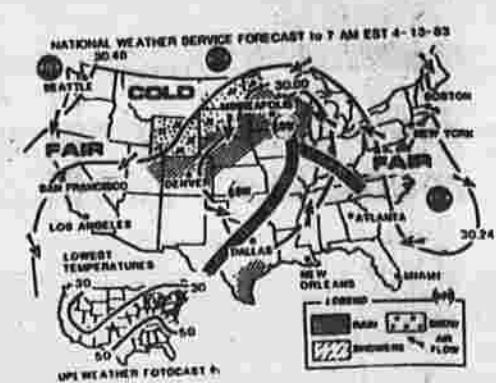 NATIONAL WEATHER SERVICE FORECAST to 7 AM EST 4-13-83
30.48
SEATTLE
COLD
30.00
MINNEAPOLIS
BOSTON
NEW YORK
FAIR
FAIR
SAN FRANCISCO
DENVER
LOS ANGELES
ATLANTA
30.24
LOWEST
TEMPERATURES
DALLAS
NEW
ORLEANS
MIAMI
30
30
50
50
LEGEND
RAIN
SNOW
SHOWERS
AIR
FLOW
UPI WEATHER FOTOCAST